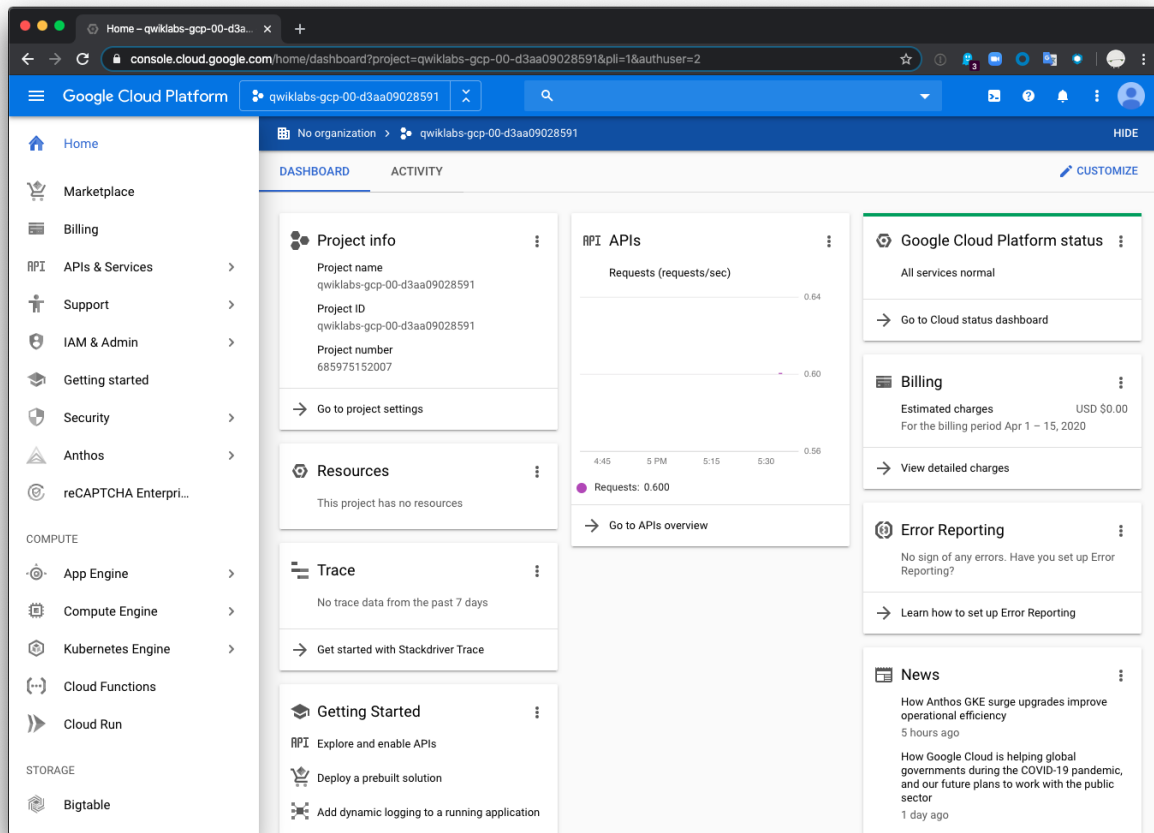 Home – qwiklabs-gcp-00-d3a...
console.cloud.google.com/home/dashboard?project=qwiklabs-gcp-00-d3aa09028591&pli=1&authuser=2
3
Google Cloud Platform
qwiklabs-gcp-00-d3aa09028591
No organization
qwiklabs-gcp-00-d3aa09028591
HIDE
Home
Marketplace
Billing
API APIs & Services
Support
IAM & Admin
Getting started
Security
Anthos
reCAPTCHA Enterpri...
COMPUTE
App Engine
Compute Engine
Kubernetes Engine
Cloud Functions
Cloud Run
STORAGE
Bigtable
DASHBOARD
ACTIVITY
CUSTOMIZE
Project info
Project name
qwiklabs-gcp-00-d3aa09028591
Project ID
qwiklabs-gcp-00-d3aa09028591
Project number
685975152007
Go to project settings
Resources
This project has no resources
Trace
No trace data from the past 7 days
Get started with Stackdriver Trace
Getting Started
API Explore and enable APIs
Deploy a prebuilt solution
Add dynamic logging to a running application
API APIs
Requests (requests/sec)
0.64
0.60
0.56
4:45 5 PM 5:15 5:30
Requests: 0.600
Go to APIs overview
Google Cloud Platform status
All services normal
Go to Cloud status dashboard
Billing
Estimated charges USD $0.00
For the billing period Apr 1 – 15, 2020
View detailed charges
Error Reporting
No sign of any errors. Have you set up Error
Reporting?
Learn how to set up Error Reporting
News
How Anthos GKE surge upgrades improve
operational efficiency
5 hours ago
How Google Cloud is helping global
governments during the COVID-19 pandemic,
and our future plans to work with the public
sector
1 day ago